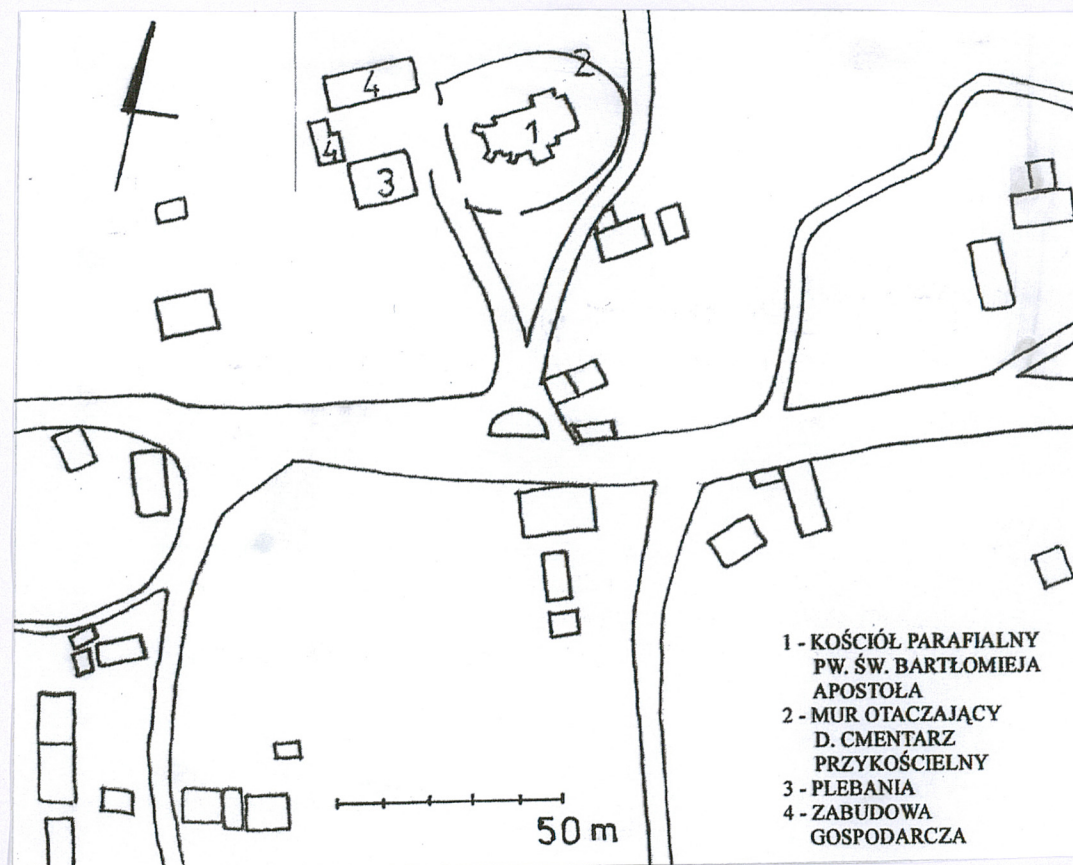 4
2
1
4
3
50 m
1 - KOŚCIÓŁ PARAFIALNY
PW. ŚW. BARTŁOMIEJA
APOSTOŁA
2 - MUR OTACZAJĄCY
D. CMENTARZ
PRZYKOŚCIELNY
3 - PLEBANIA
4 - ZABUDOWA
GOSPODARCZA